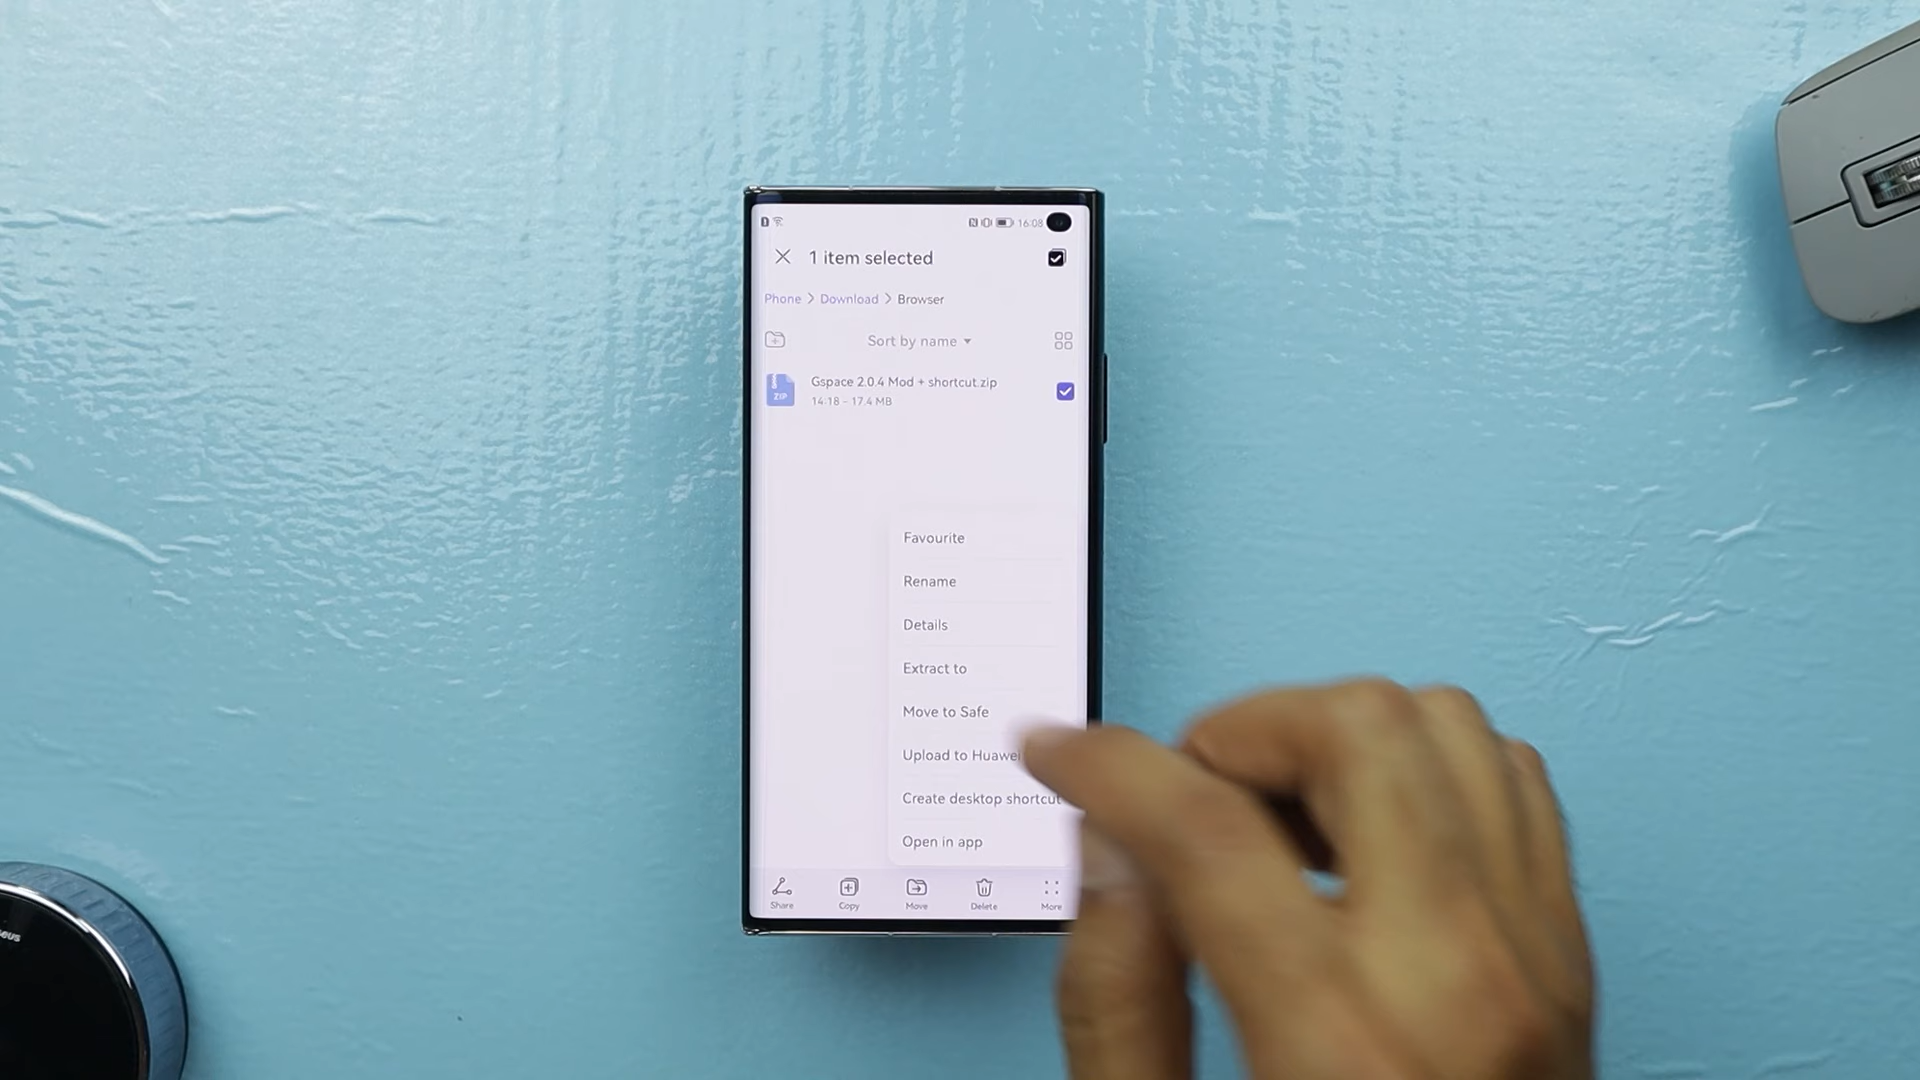 16:08
1 item selected
Phone > Download > Browser
Sort by name
Gspace 2.0.4 Mod + shortcut.zip
ZIP
14:18 - 17.4 MB
Favourite
Rename
Details
Extract to
Move to Safe
Upload to Huawei
Create desktop shortcut
Open in app
Share
Copy
Move
Delete
More